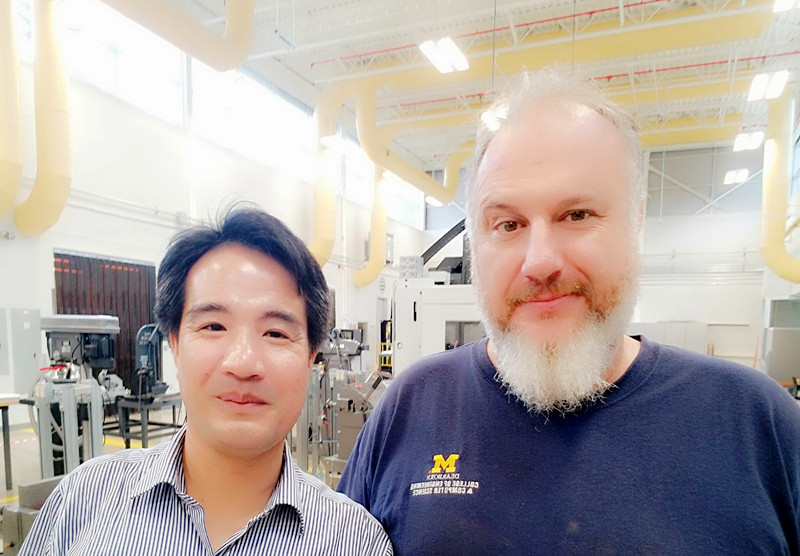 M
DEARBORN
COLLEGE OF ENGINEERING
& COMPUTER SCIENCE